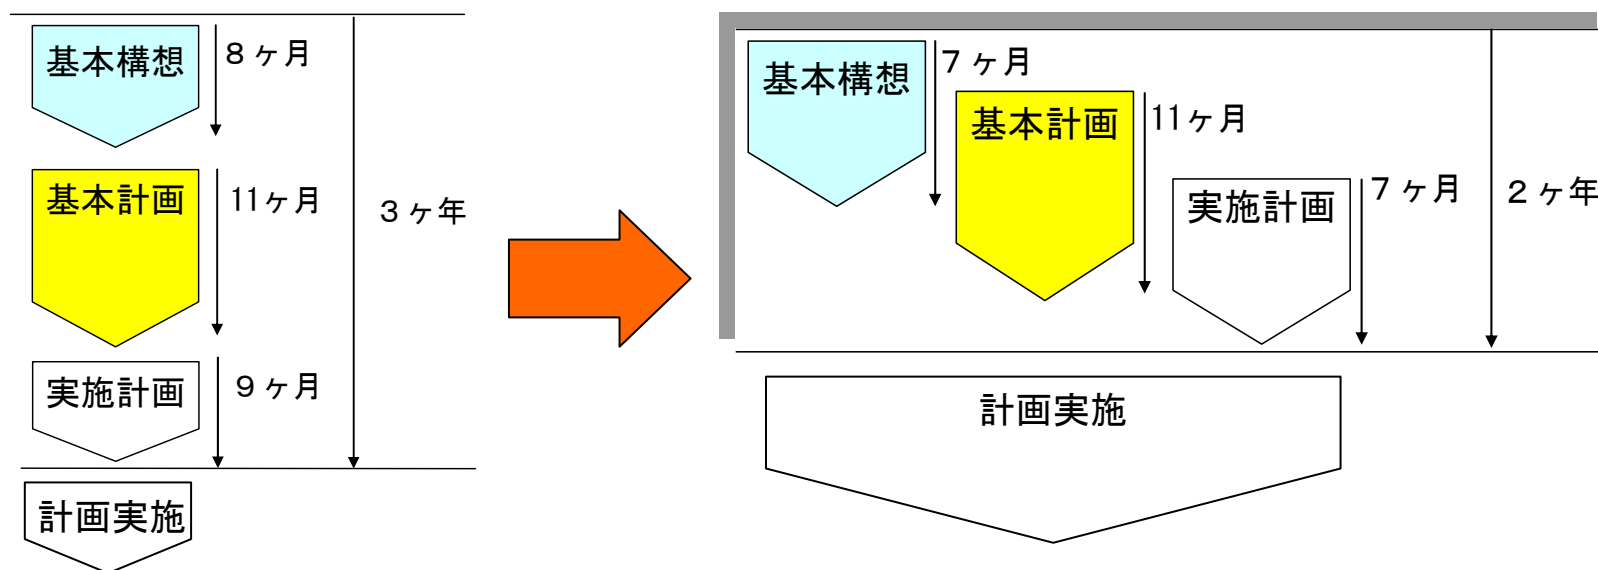 基本構想
8ヶ月
基本計画
11ヶ月
3ヶ年
実施計画
9ヶ月
計画実施
基本構想
7ヶ月
基本計画
11ヶ月
実施計画
7ヶ月
2ヶ年
計画実施